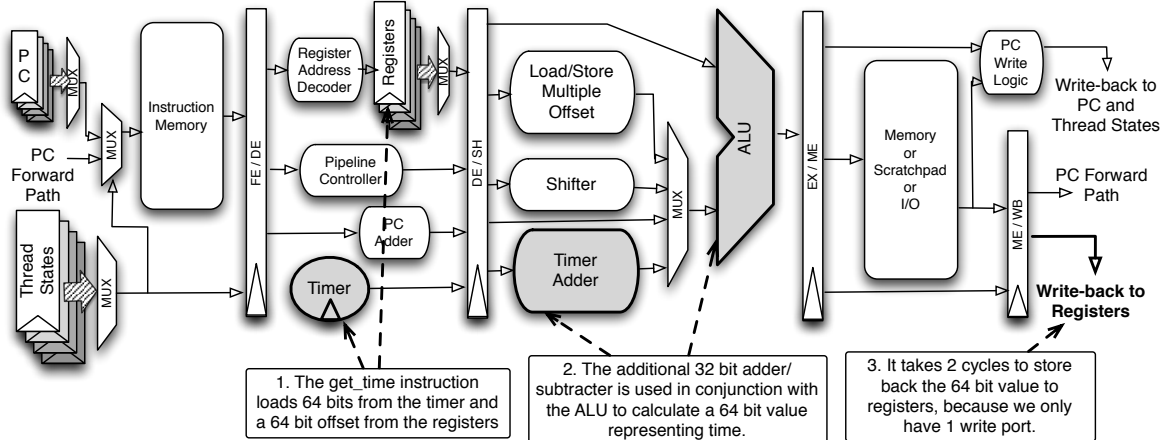 PC
MUX
PC
Forward
Path
MUX
Thread
States
MUX
Instruction
Memory
FE / DE
Register
Address
Decoder
Registers
MUX
Pipeline
Controller
PC
Adder
Timer
DE / SH
Load/Store
Multiple
Offset
Shifter
Timer
Adder
MUX
ALU
EX / ME
Memory
or
Scratchpad
or
I/O
PC
Write
Logic
ME / WB
Write-back to
PC and
Thread States
PC Forward
Path
Write-back to
Registers
1. The get_time instruction
loads 64 bits from the timer and
a 64 bit offset from the registers
2. The additional 32 bit adder/
subtracter is used in conjunction with
the ALU to calculate a 64 bit value
representing time.
3. It takes 2 cycles to store
back the 64 bit value to
registers, because we only
have 1 write port.